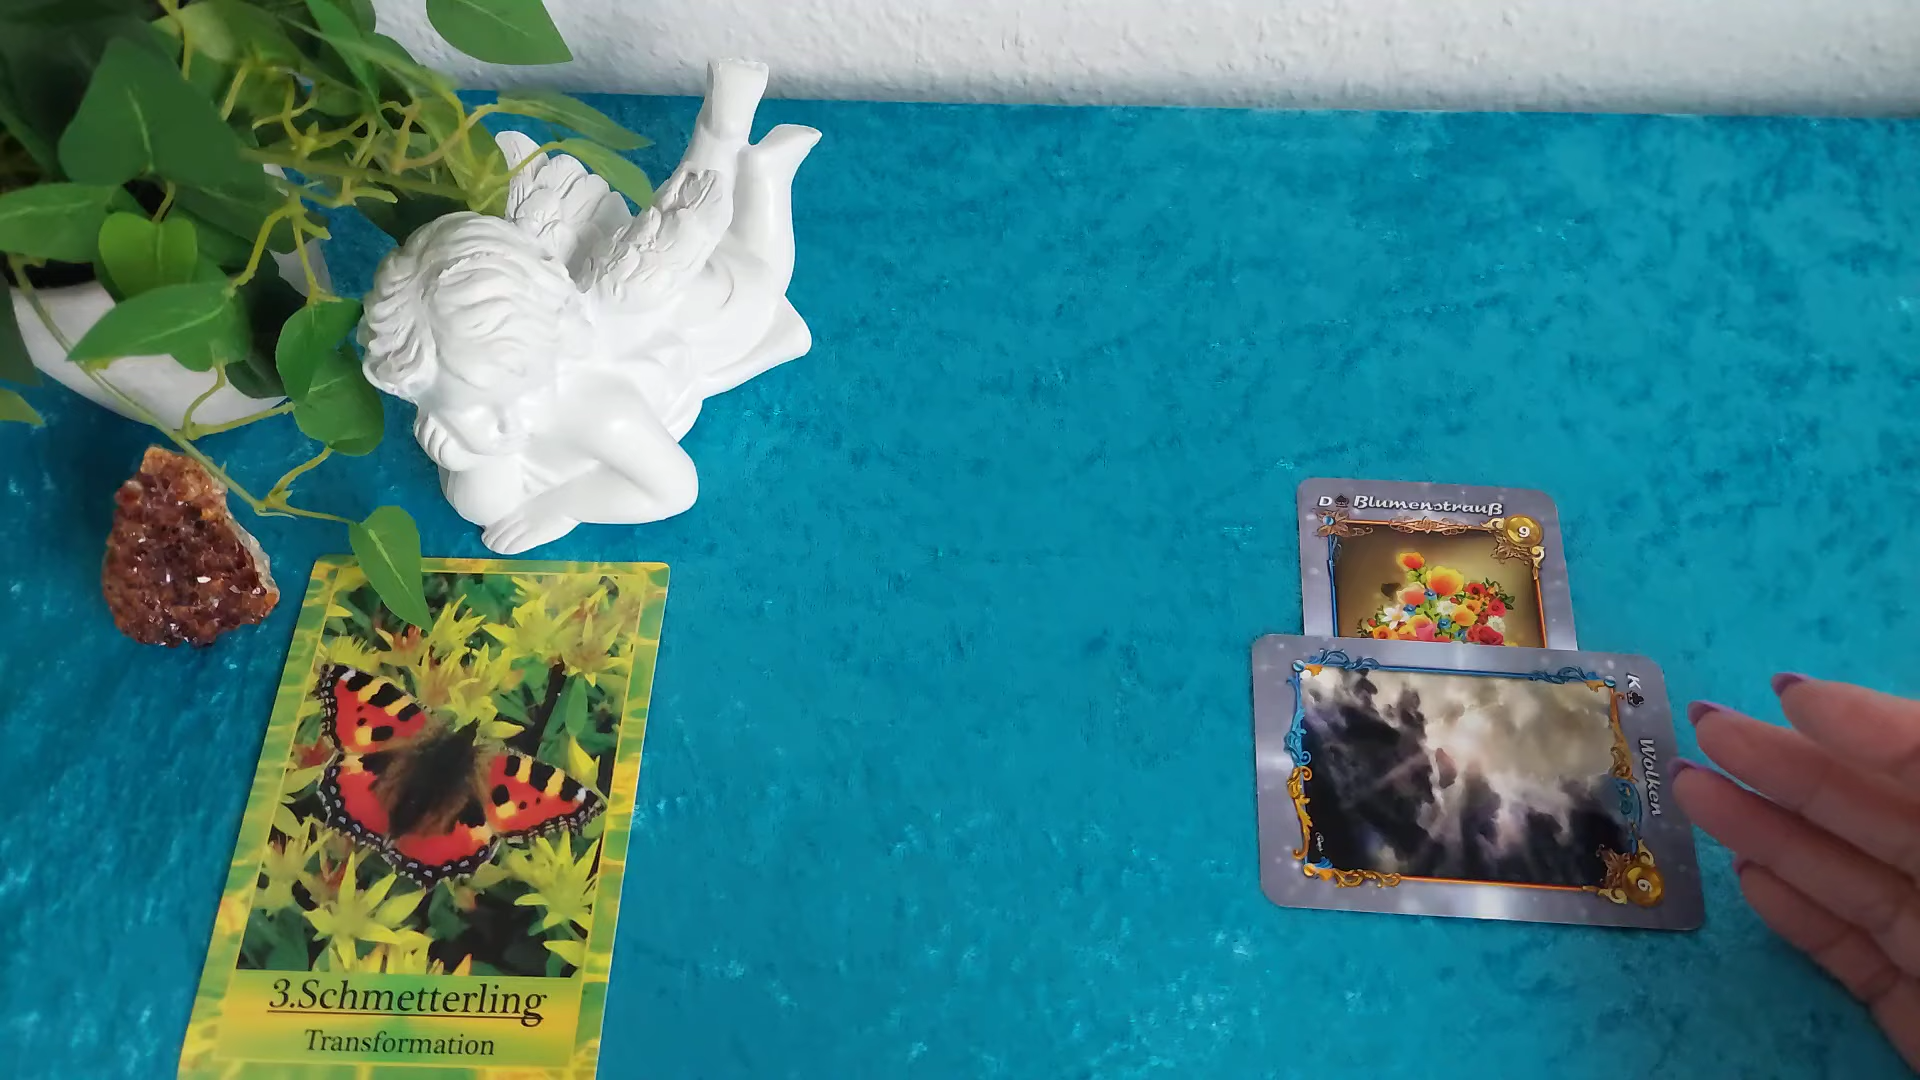 D♠ Blumenstrauß
9
K♣ Wolken
6
3.Schmetterling
Transformation